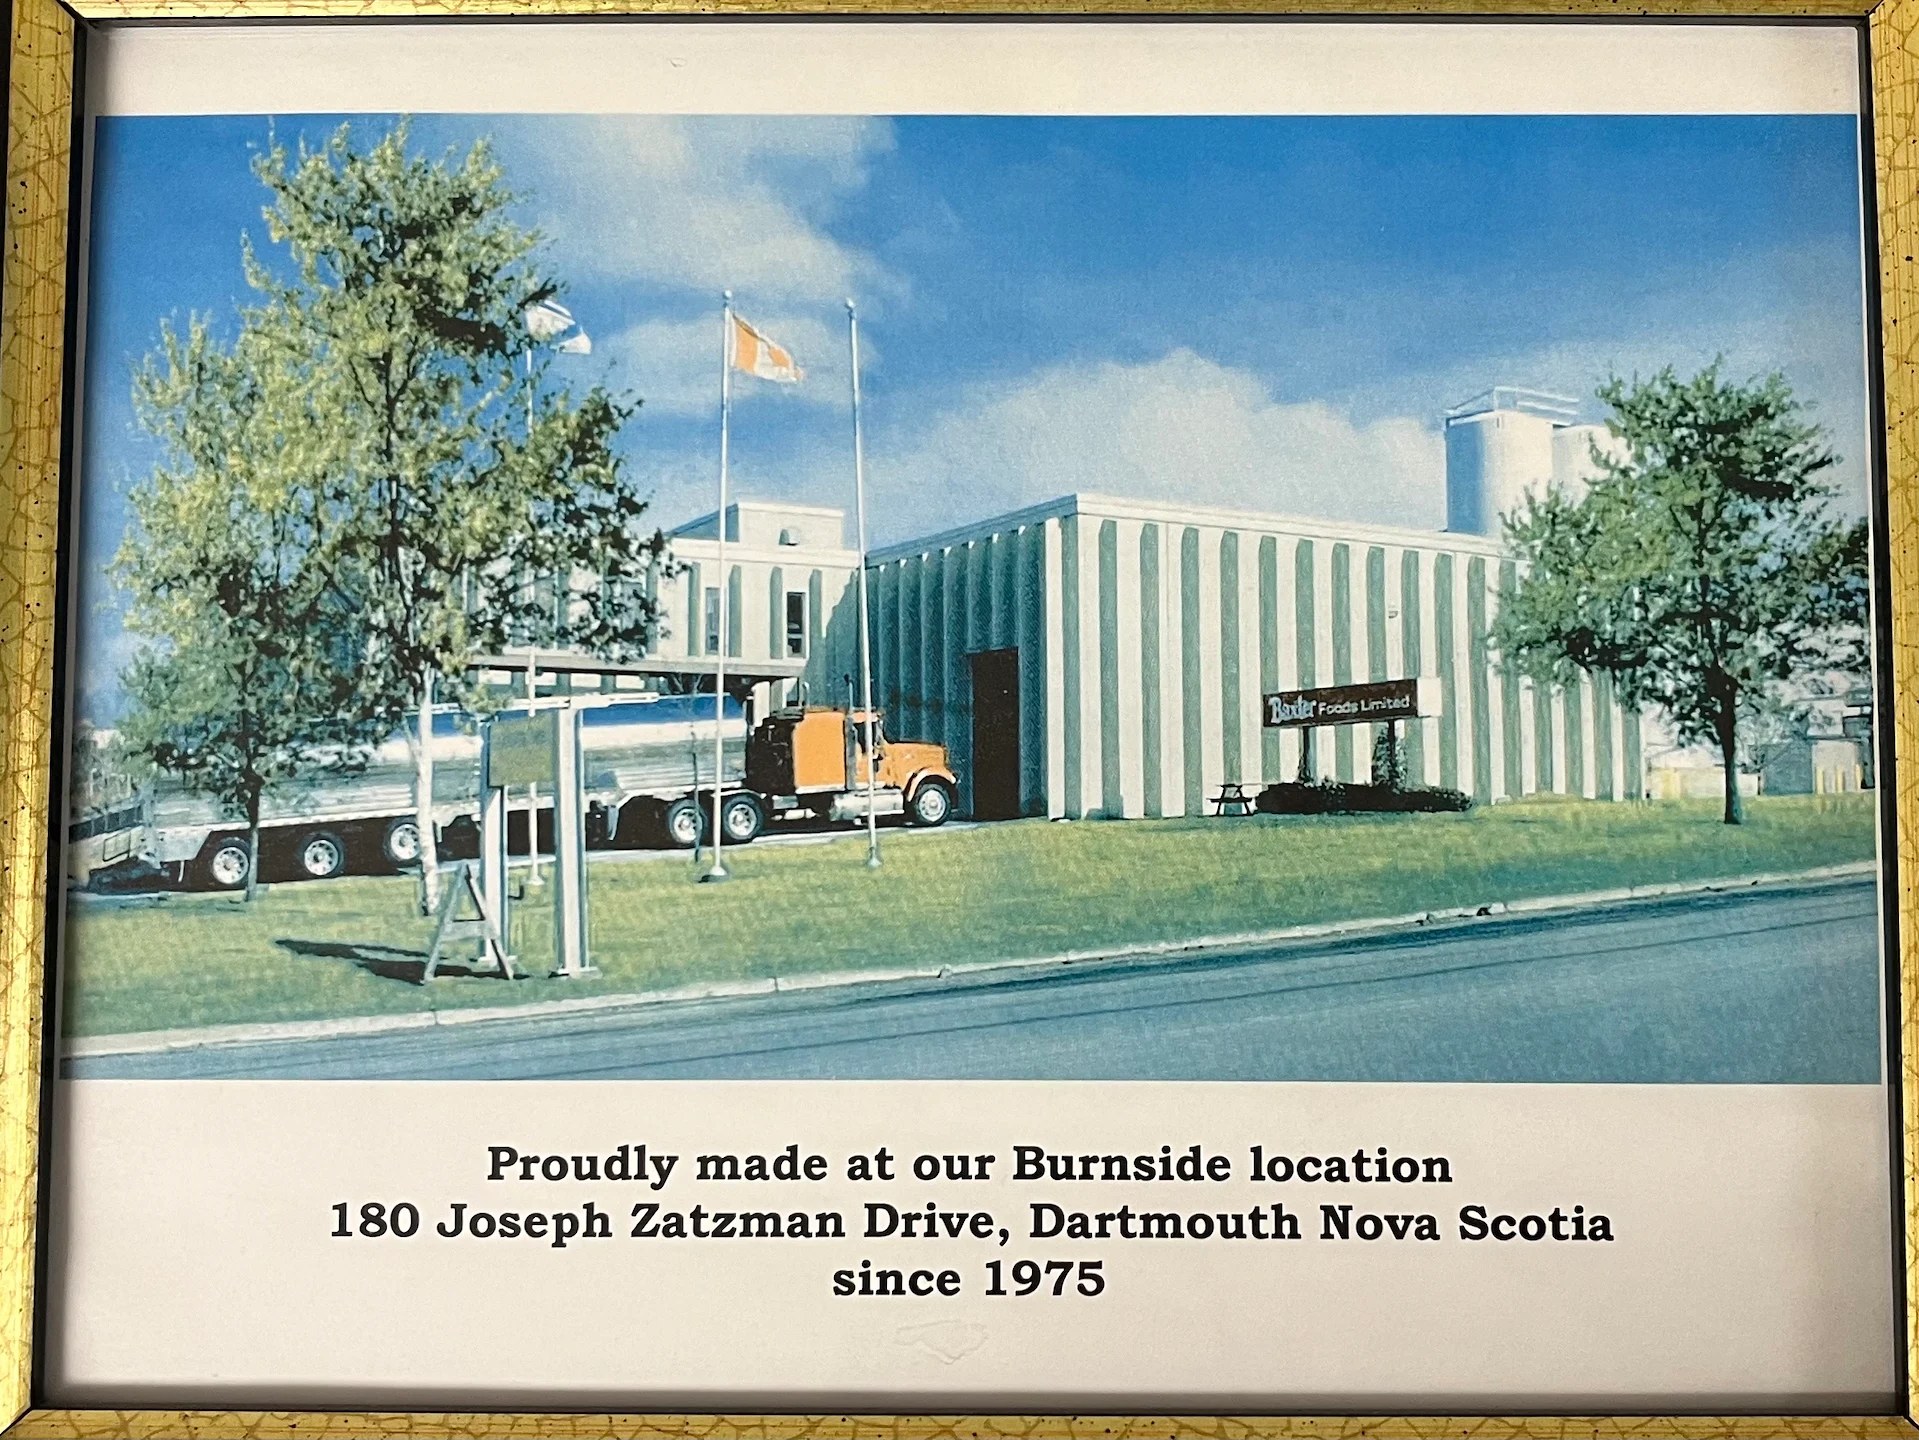 Baxter Foods Limited
Proudly made at our Burnside location
180 Joseph Zatzman Drive, Dartmouth Nova Scotia
since 1975